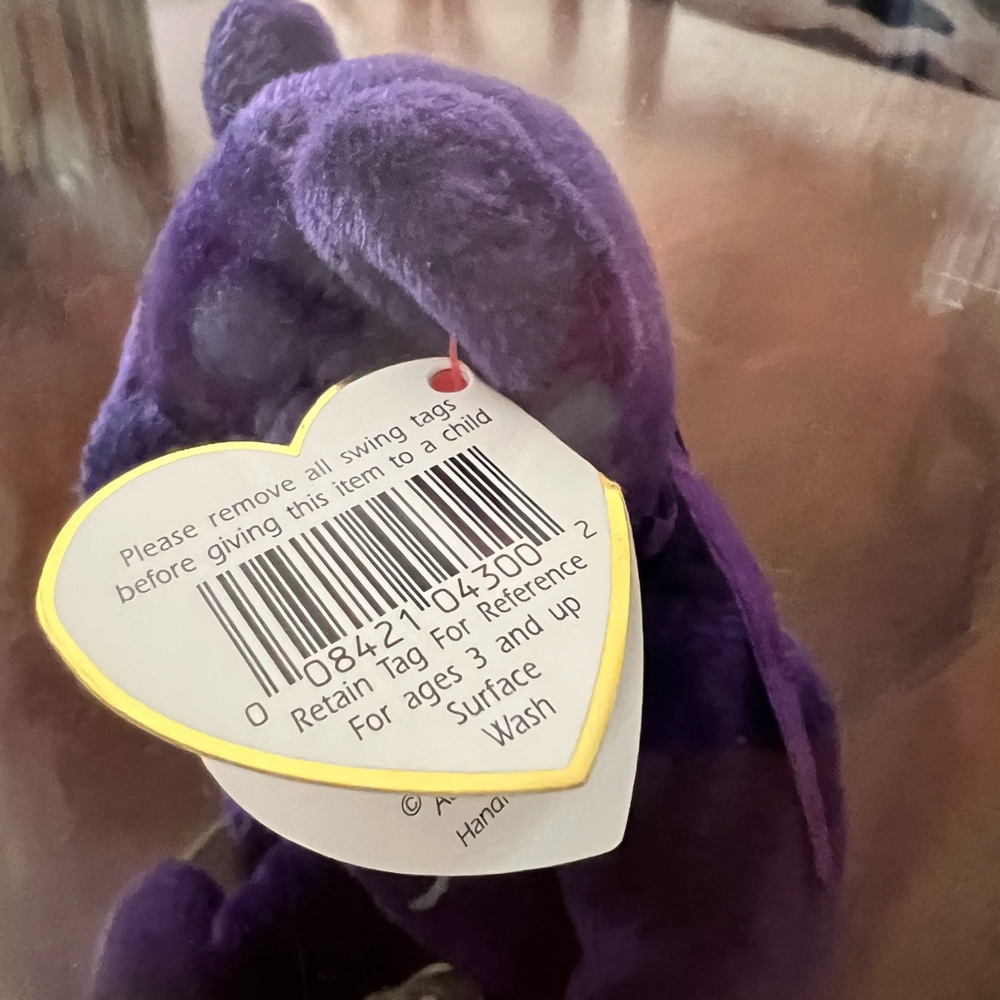 Please remove all swing tags
before giving this item to a child
0 08421 04300 2
Retain Tag For Reference
For ages 3 and up
Surface
Wash
©